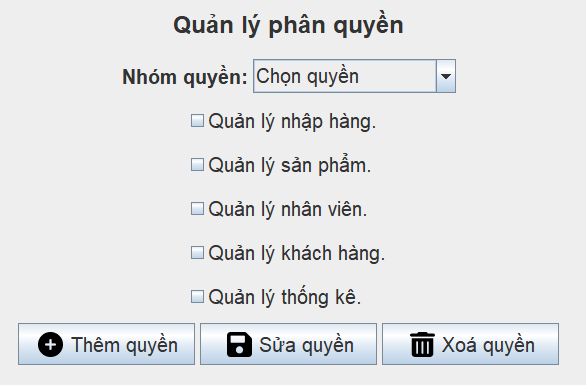 Quản lý phân quyền
Nhóm quyền: Chọn quyền
Quản lý nhập hàng.
Quản lý sản phẩm.
Quản lý nhân viên.
Quản lý khách hàng.
Quản lý thống kê.
Thêm quyền Sửa quyền Xoá quyền